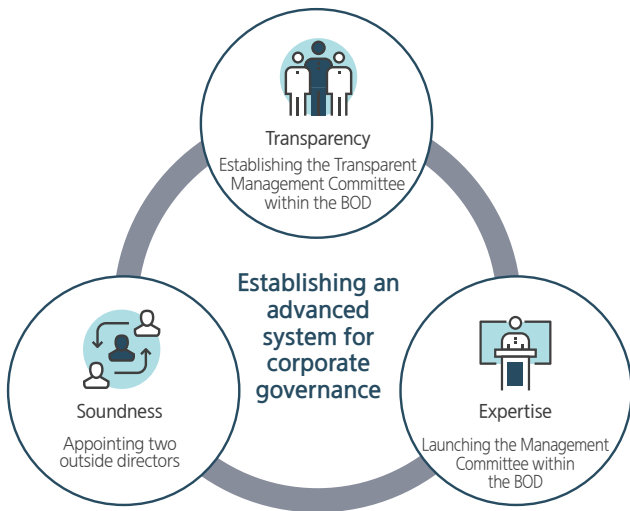 Transparency
Establishing the Transparent
Management Committee
within the BOD
Establishing an
advanced
system for
corporate
governance
Soundness
Appointing two
outside directors
Expertise
Launching the Management
Committee within
the BOD